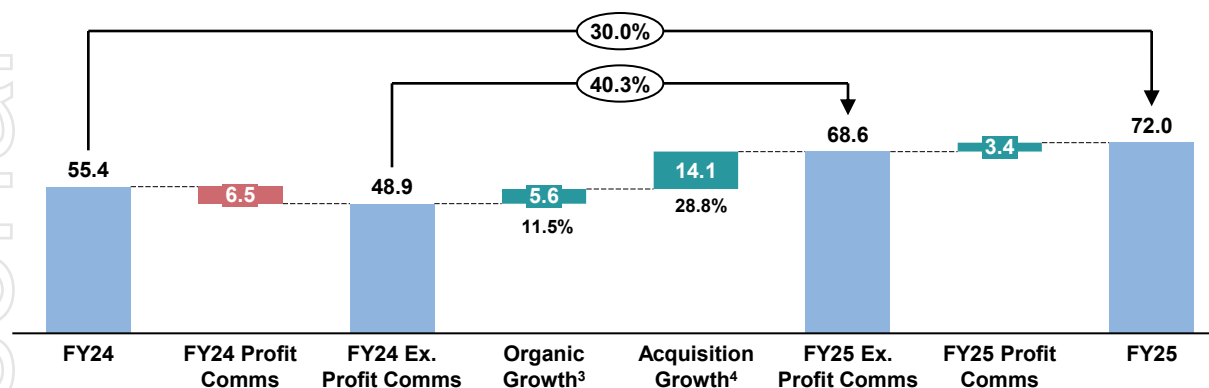 30.0%
40.3%
55.4
6.5
48.9
5.6
11.5%
14.1
28.8%
68.6
3.4
72.0
FY24
FY24 Profit
Comms
FY24 Ex.
Profit Comms
Organic
Growth³
Acquisition
Growth⁴
FY25 Ex.
Profit Comms
FY25 Profit
Comms
FY25